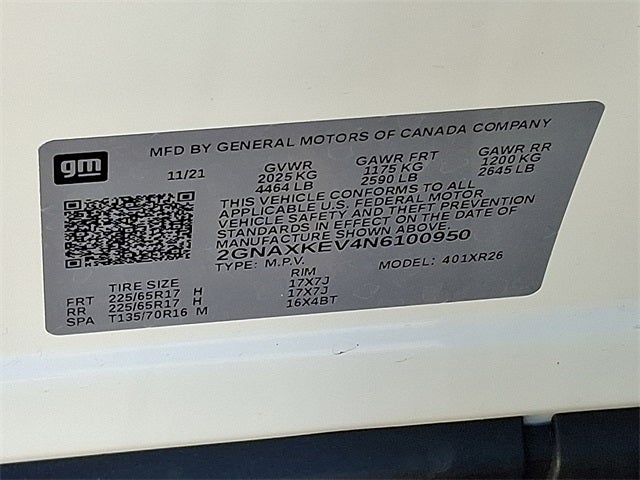 gm
MFD BY GENERAL MOTORS OF CANADA COMPANY
11/21 GVWR GAWR FRT GAWR RR
2025 KG 1175 KG 1200 KG
4464 LB 2590 LB 2645 LB
THIS VEHICLE CONFORMS TO ALL
APPLICABLE U.S. FEDERAL MOTOR
VEHICLE SAFETY AND THEFT PREVENTION
STANDARDS IN EFFECT ON THE DATE OF
MANUFACTURE SHOWN ABOVE.
2GNAXKEV4N6100950
TYPE: M.P.V. MODEL: 401XR26
TIRE SIZE RIM
FRT 225/65R17 H 17X7J
RR 225/65R17 H 17X7J
SPA T135/70R16 M 16X4BT